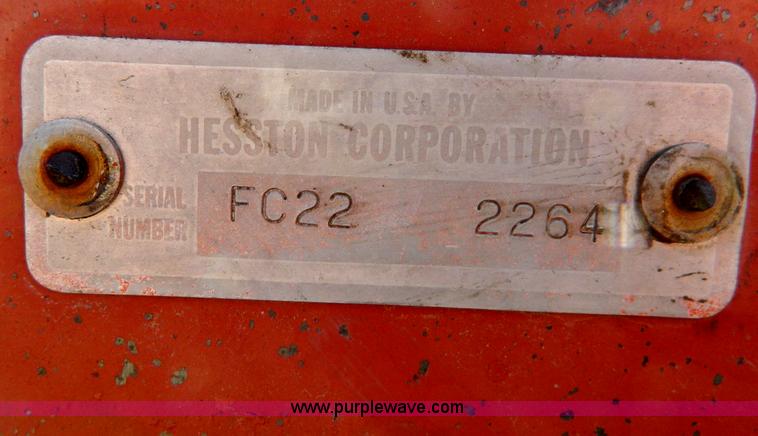 MADE IN U.S.A. BY
HESSTON CORPORATION
SERIAL
NUMBER
FC22 2264
www.purplewave.com